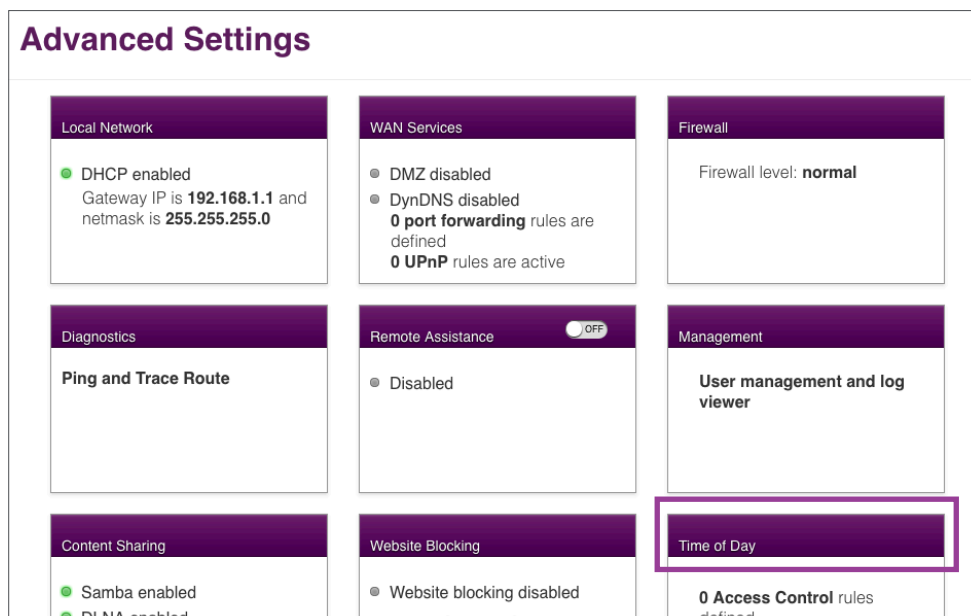 Advanced Settings
Local Network
DHCP enabled
Gateway IP is 192.168.1.1 and
netmask is 255.255.255.0
WAN Services
DMZ disabled
DynDNS disabled
0 port forwarding rules are
defined
0 UPnP rules are active
Firewall
Firewall level: normal
Diagnostics
Ping and Trace Route
Remote Assistance
OFF
Disabled
Management
User management and log
viewer
Content Sharing
Samba enabled
DLNA enabled
Website Blocking
Website blocking disabled
Time of Day
0 Access Control rules
defined